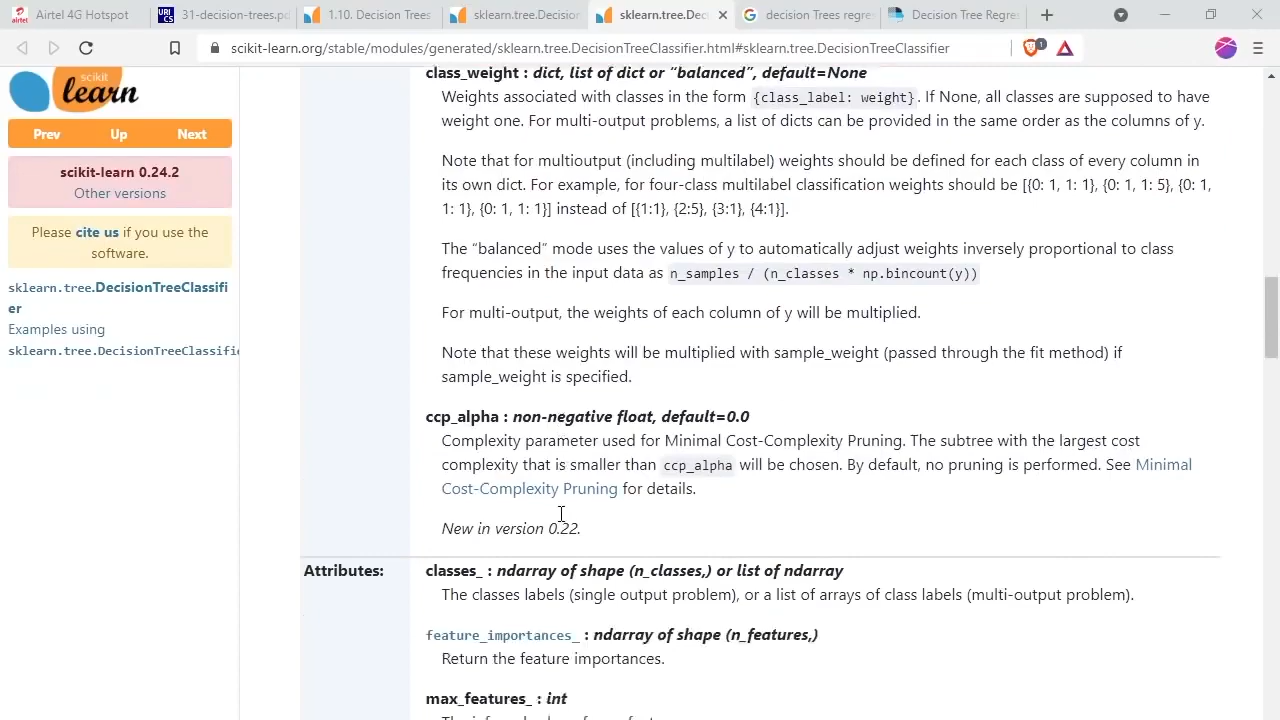 Airtel 4G Hotspot
31-decision-trees.pd
1.10. Decision Trees
sklearn.tree.Decision
sklearn.tree.Dec
decision Trees regre
Decision Tree Regre
scikit-learn.org/stable/modules/generated/sklearn.tree.DecisionTreeClassifier.html#sklearn.tree.DecisionTreeClassifier
1
scikit
learn
Prev Up Next
scikit-learn 0.24.2
Other versions
Please cite us if you use the
software.
sklearn.tree.DecisionTreeClassifi
er
Examples using
sklearn.tree.DecisionTreeClassifie
class_weight : dict, list of dict or “balanced”, default=None
Weights associated with classes in the form {class_label: weight}. If None, all classes are supposed to have
weight one. For multi-output problems, a list of dicts can be provided in the same order as the columns of y.
Note that for multioutput (including multilabel) weights should be defined for each class of every column in
its own dict. For example, for four-class multilabel classification weights should be [{0: 1, 1: 1}, {0: 1, 1: 5}, {0: 1,
1: 1}, {0: 1, 1: 1}] instead of [{1:1}, {2:5}, {3:1}, {4:1}].
The “balanced” mode uses the values of y to automatically adjust weights inversely proportional to class
frequencies in the input data as n_samples / (n_classes * np.bincount(y))
For multi-output, the weights of each column of y will be multiplied.
Note that these weights will be multiplied with sample_weight (passed through the fit method) if
sample_weight is specified.
ccp_alpha : non-negative float, default=0.0
Complexity parameter used for Minimal Cost-Complexity Pruning. The subtree with the largest cost
complexity that is smaller than ccp_alpha will be chosen. By default, no pruning is performed. See Minimal
Cost-Complexity Pruning for details.
New in version 0.22.
Attributes:
classes_ : ndarray of shape (n_classes,) or list of ndarray
The classes labels (single output problem), or a list of arrays of class labels (multi-output problem).
feature_importances_ : ndarray of shape (n_features,)
Return the feature importances.
max_features_ : int